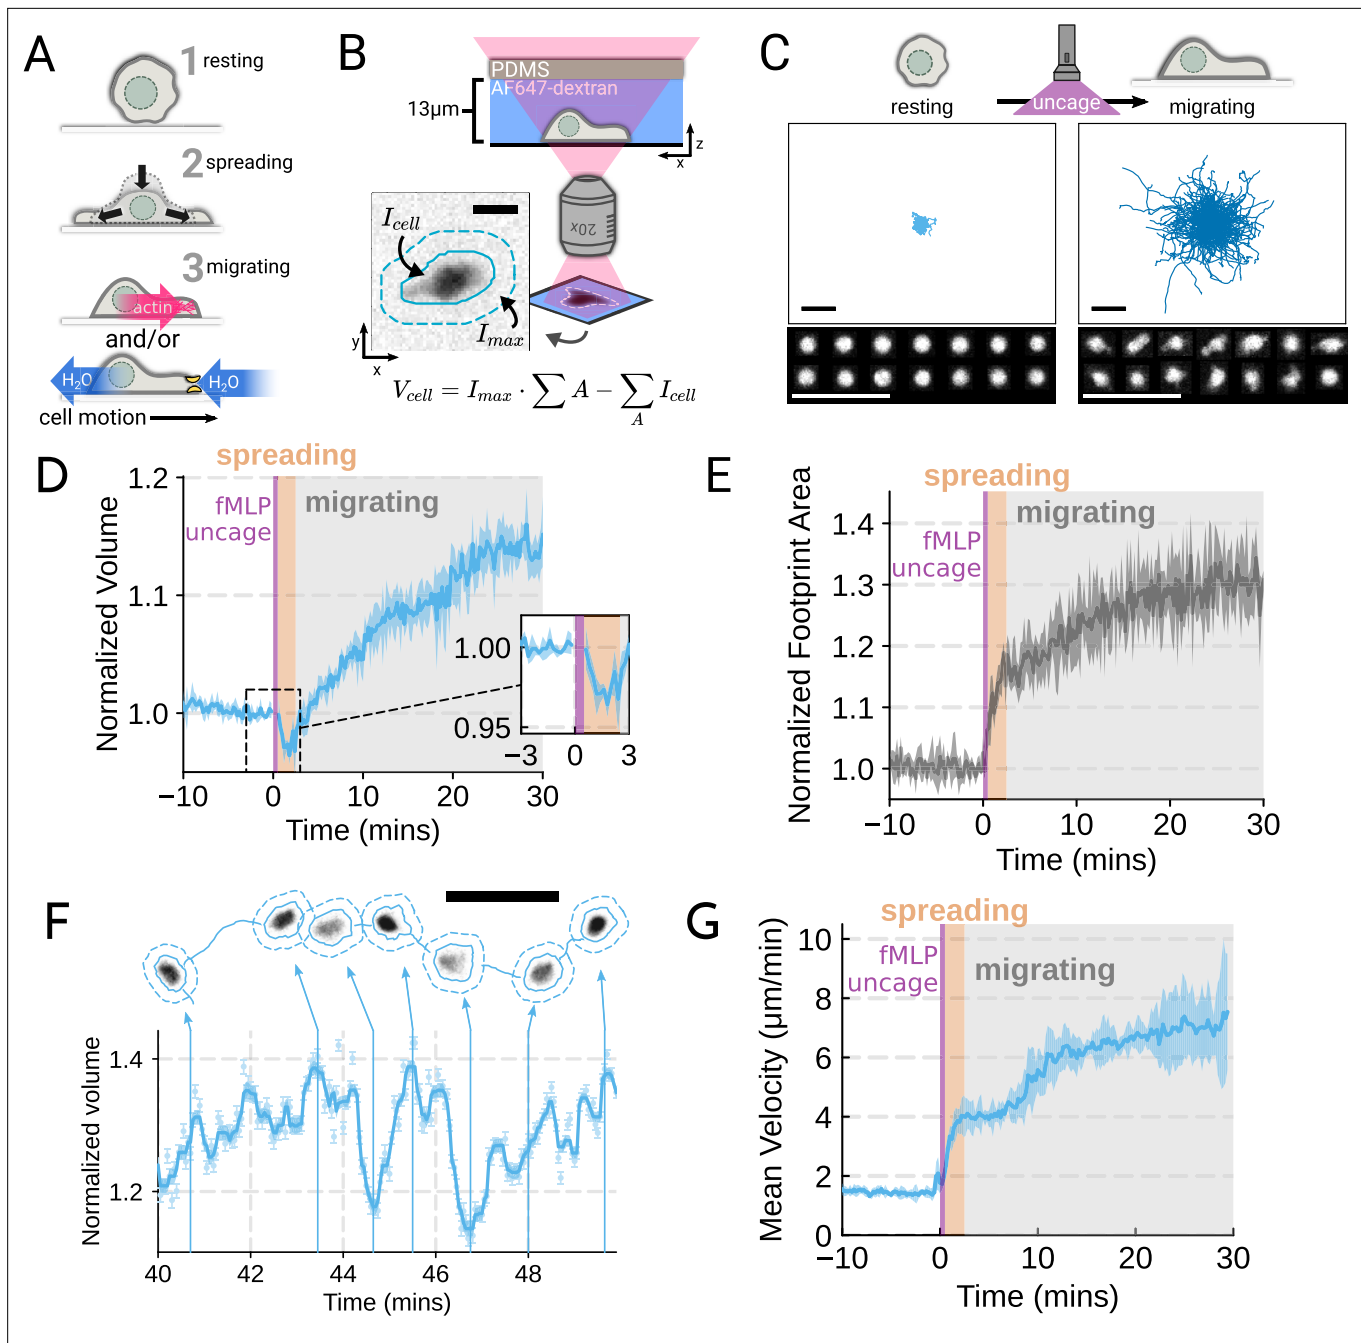 A
1 resting
2 spreading
3 migrating
actin
and/or
H2O
H2O
cell motion
B
PDMS
AF647-dextran
13μm
z
x
20x
Icell
Imax
y
x
Vcell = Imax · ∑ A − ∑A Icell
C
resting
uncage
migrating
D
spreading
fMLP
uncage
migrating
Normalized Volume
1.2
1.1
1.0
1.00
0.95
−3
0
3
−10
0
10
20
30
Time (mins)
E
spreading
migrating
fMLP
uncage
Normalized Footprint Area
1.4
1.3
1.2
1.1
1.0
−10
0
10
20
30
Time (mins)
F
Normalized volume
1.4
1.2
40
42
44
46
48
Time (mins)
G
spreading
fMLP
uncage
migrating
Mean Velocity (μm/min)
10
8
6
4
2
0
−10
0
10
20
30
Time (mins)